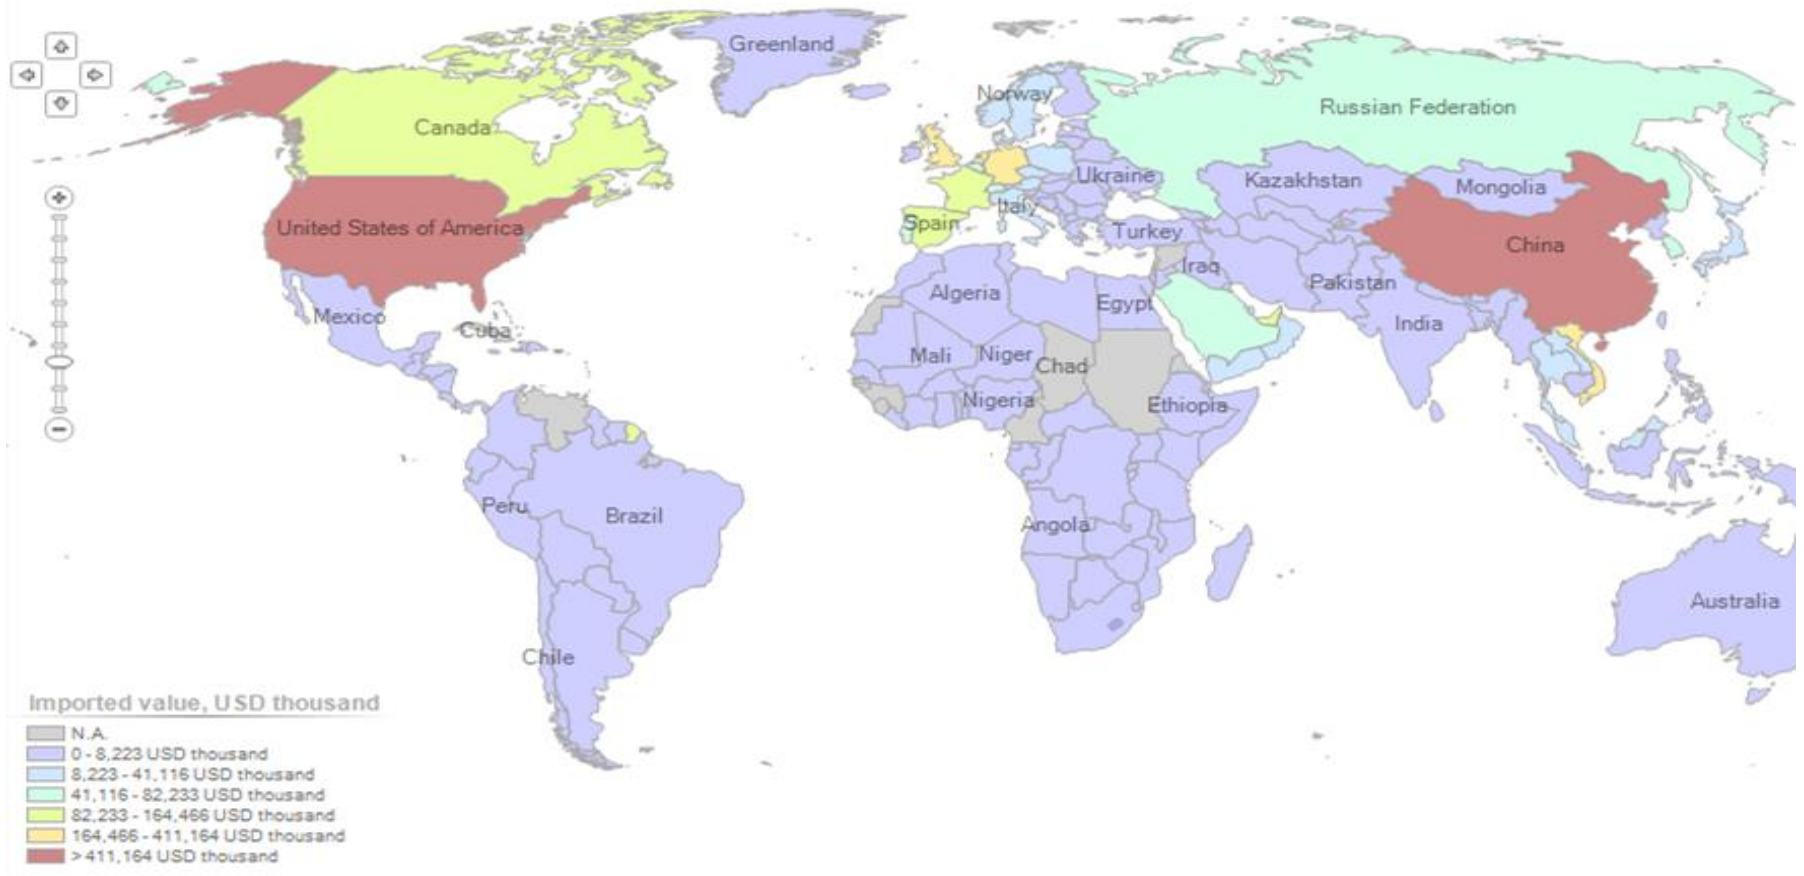 Greenland
Norway
Russian Federation
Canada
Ukraine
Kazakhstan
Mongolia
Italy
Spain
United States of America
Turkey
China
Iraq
Pakistan
Algeria
Egypt
Mexico
Cuba
India
Mali
Niger
Chad
Nigeria
Ethiopia
Peru
Brazil
Angola
Australia
Chile
Imported value, USD thousand
N.A.
0 - 8,223 USD thousand
8,223 - 41,116 USD thousand
41,116 - 82,233 USD thousand
82,233 - 164,466 USD thousand
164,466 - 411,164 USD thousand
> 411,164 USD thousand